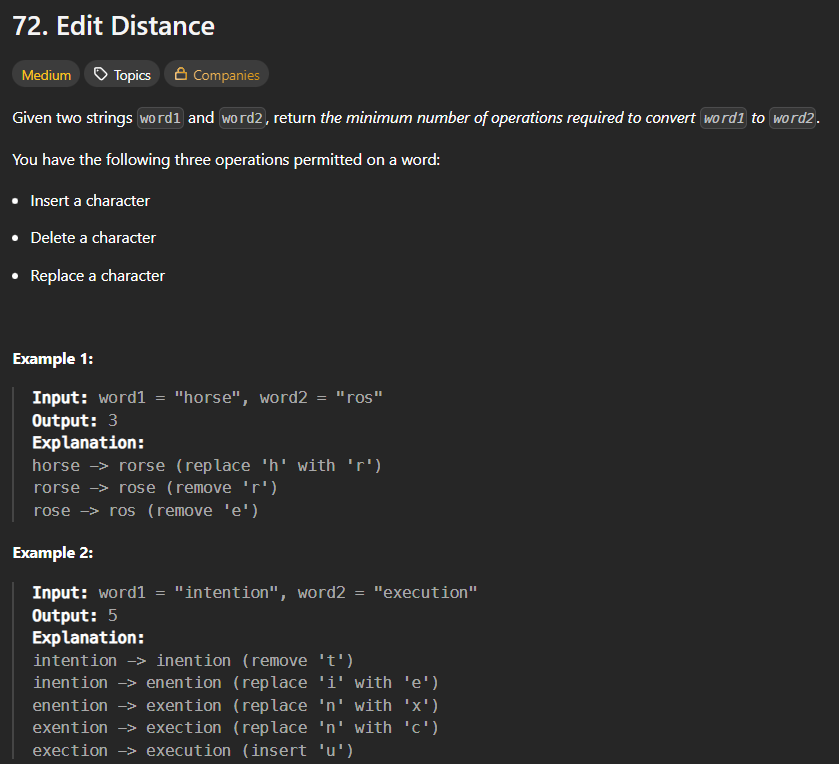 72. Edit Distance
Medium Topics Companies
Given two strings word1 and word2, return the minimum number of operations required to convert word1 to word2.
You have the following three operations permitted on a word:
• Insert a character
• Delete a character
• Replace a character
Example 1:
Input: word1 = "horse", word2 = "ros"
Output: 3
Explanation:
horse -> rorse (replace 'h' with 'r')
rorse -> rose (remove 'r')
rose -> ros (remove 'e')
Example 2:
Input: word1 = "intention", word2 = "execution"
Output: 5
Explanation:
intention -> inention (remove 't')
inention -> enention (replace 'i' with 'e')
enention -> exention (replace 'n' with 'x')
exention -> exection (replace 'n' with 'c')
exection -> execution (insert 'u')